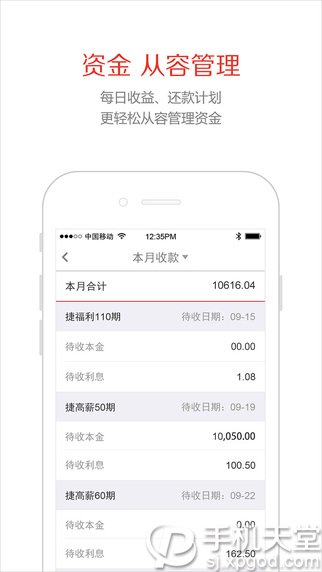 资金 从容管理
每日收益、还款计划
更轻松从容管理资金
中国移动 12:35PM
本月收款
本月合计 10616.04
捷福利110期 待收日期：09-15
待收本金 00.00
待收利息 1.08
捷高薪50期 待收日期：09-19
待收本金 10,050.00
待收利息 100.50
捷高薪60期 待收日期：09-22
待收本金 0.00
待收利息 162.50
手机天堂
sj.xpgod.com